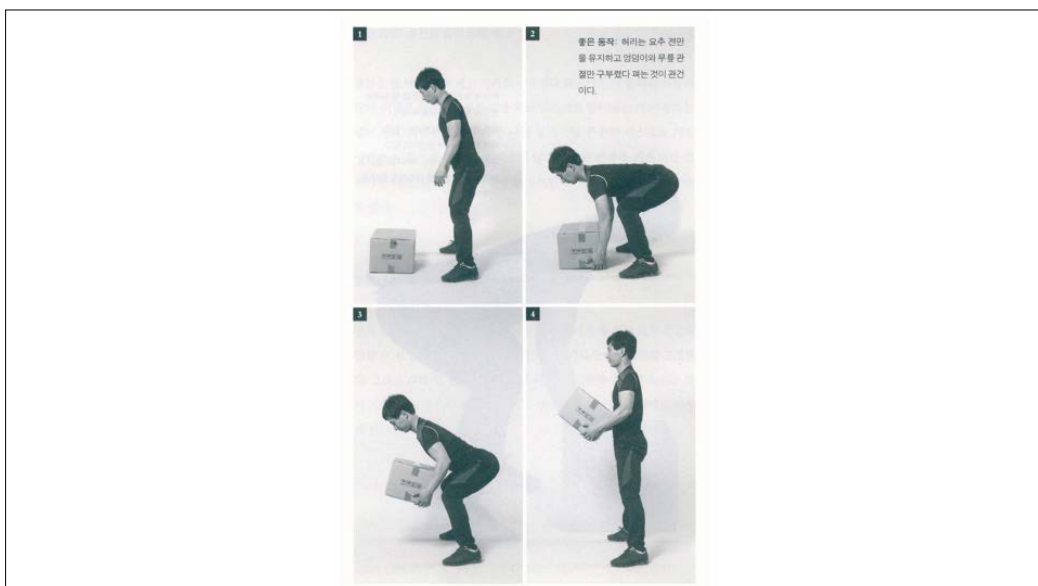 1
2
좋은 동작: 허리는 요추 전만
을 유지하고 엉덩이와 무릎 관
절만 구부렸다 펴는 것이 관건
이다.
3
4